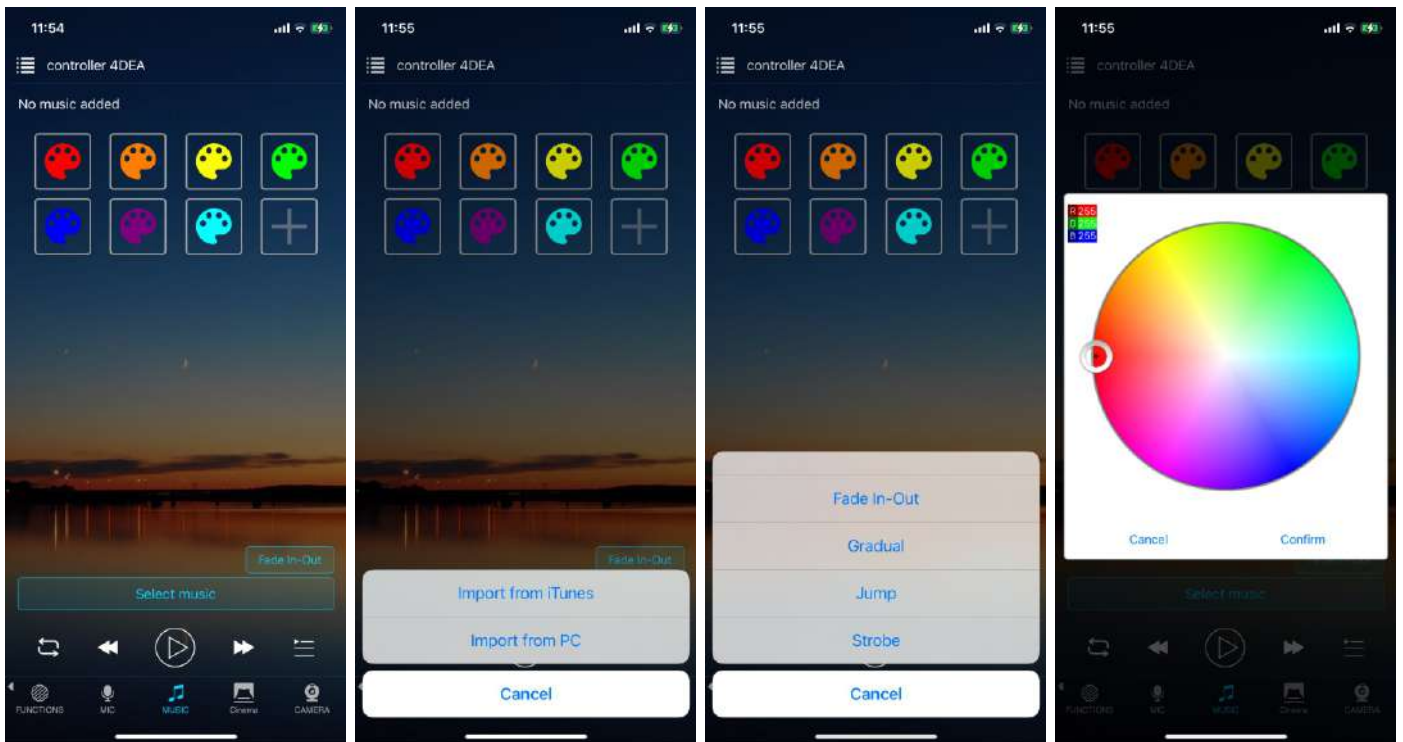 11:54
controller 4DEA
No music added
Fade In-Out
Select music
FUNCTIONS MIC MUSIC Cinema CAMERA
11:55
controller 4DEA
No music added
Fade In-Out
Import from iTunes
Import from PC
Cancel
11:55
controller 4DEA
No music added
Fade In-Out
Gradual
Jump
Strobe
Cancel
11:55
controller 4DEA
No music added
R 255
G 255
B 255
Cancel Confirm
Select music
FUNCTIONS MIC MUSIC Cinema CAMERA